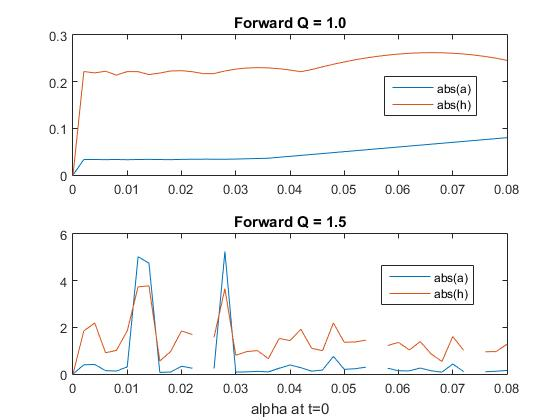 Forward Q = 1.0
0.3
0.2
0.1
0
abs(a)
abs(h)
0 0.01 0.02 0.03 0.04 0.05 0.06 0.07 0.08
Forward Q = 1.5
6
4
2
0
abs(a)
abs(h)
0 0.01 0.02 0.03 0.04 0.05 0.06 0.07 0.08
alpha at t=0